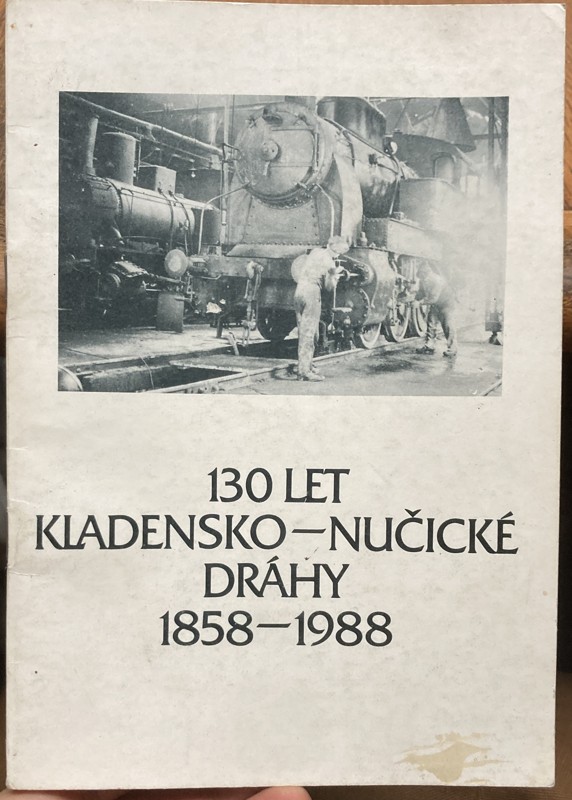 130 LET
KLADENSKO–NUČICKÉ
DRÁHY
1858–1988